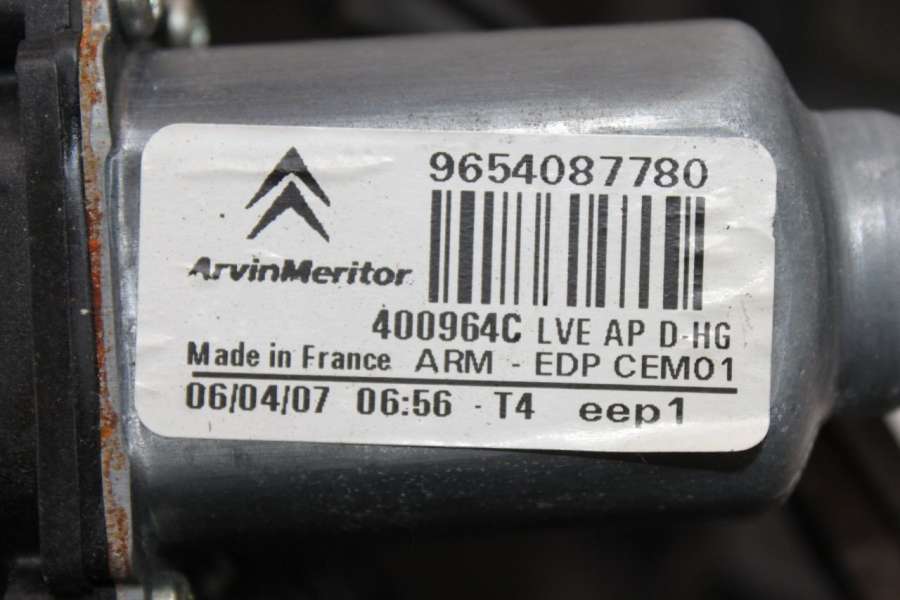 9654087780
ArvinMeritor
400964C LVE AP D-HG
Made in France ARM - EDP CEM01
06/04/07 06:56 - T4 eep1